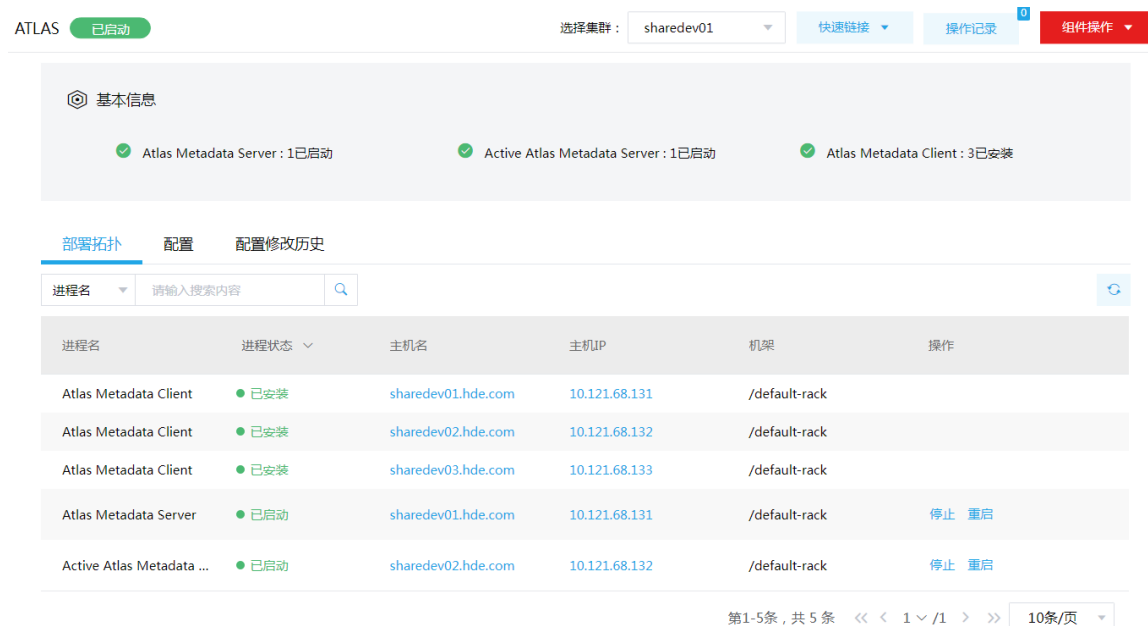 ATLAS 已启动 选择集群： sharedev01 快速链接 操作记录 0 组件操作
基本信息
Atlas Metadata Server : 1已启动 Active Atlas Metadata Server : 1已启动 Atlas Metadata Client : 3已安装
部署拓扑 配置 配置修改历史
进程名 请输入搜索内容
进程名 进程状态 主机名 主机IP 机架 操作
Atlas Metadata Client 已安装 sharedev01.hde.com 10.121.68.131 /default-rack
Atlas Metadata Client 已安装 sharedev02.hde.com 10.121.68.132 /default-rack
Atlas Metadata Client 已安装 sharedev03.hde.com 10.121.68.133 /default-rack
Atlas Metadata Server 已启动 sharedev01.hde.com 10.121.68.131 /default-rack 停止 重启
Active Atlas Metadata ... 已启动 sharedev02.hde.com 10.121.68.132 /default-rack 停止 重启
第1-5条，共 5 条 1 /1 10条/页